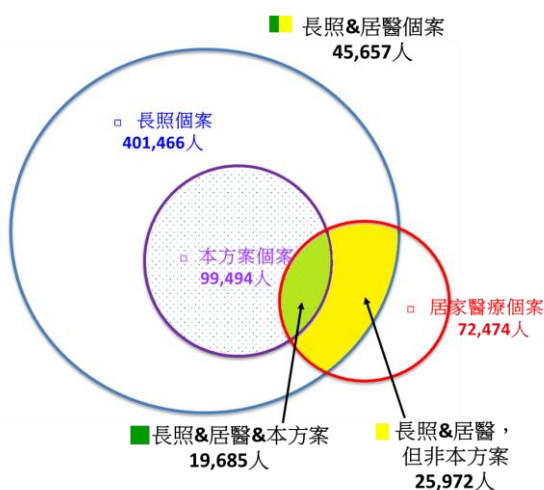 長照&居醫個案
45,657人
長照個案
401,466人
本方案個案
99,494人
居家醫療個案
72,474人
長照&居醫&本方案
19,685人
長照&居醫，
但非本方案
25,972人